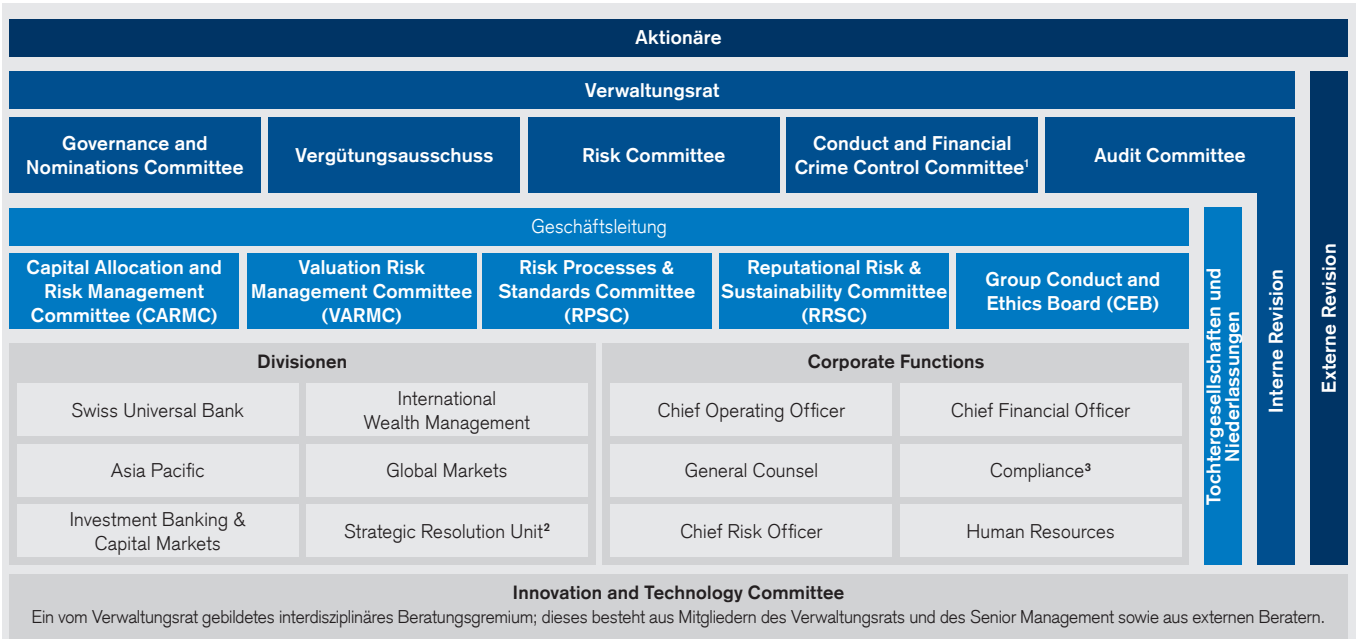 Aktionäre
Verwaltungsrat
Governance and
Nominations Committee
Vergütungsausschuss
Risk Committee
Conduct and Financial
Crime Control Committee¹
Audit Committee
Geschäftsleitung
Capital Allocation and
Risk Management
Committee (CARMC)
Valuation Risk
Management Committee
(VARMC)
Risk Processes &
Standards Committee
(RPSC)
Reputational Risk &
Sustainability Committee
(RRSC)
Group Conduct and
Ethics Board (CEB)
Divisionen
Swiss Universal Bank
International
Wealth Management
Asia Pacific
Global Markets
Investment Banking &
Capital Markets
Strategic Resolution Unit²
Corporate Functions
Chief Operating Officer
Chief Financial Officer
General Counsel
Compliance³
Chief Risk Officer
Human Resources
Tochtergesellschaften und
Niederlassungen
Interne Revision
Externe Revision
Innovation and Technology Committee
Ein vom Verwaltungsrat gebildetes interdisziplinäres Beratungsgremium; dieses besteht aus Mitgliedern des Verwaltungsrats und des Senior Management sowie aus externen Beratern.